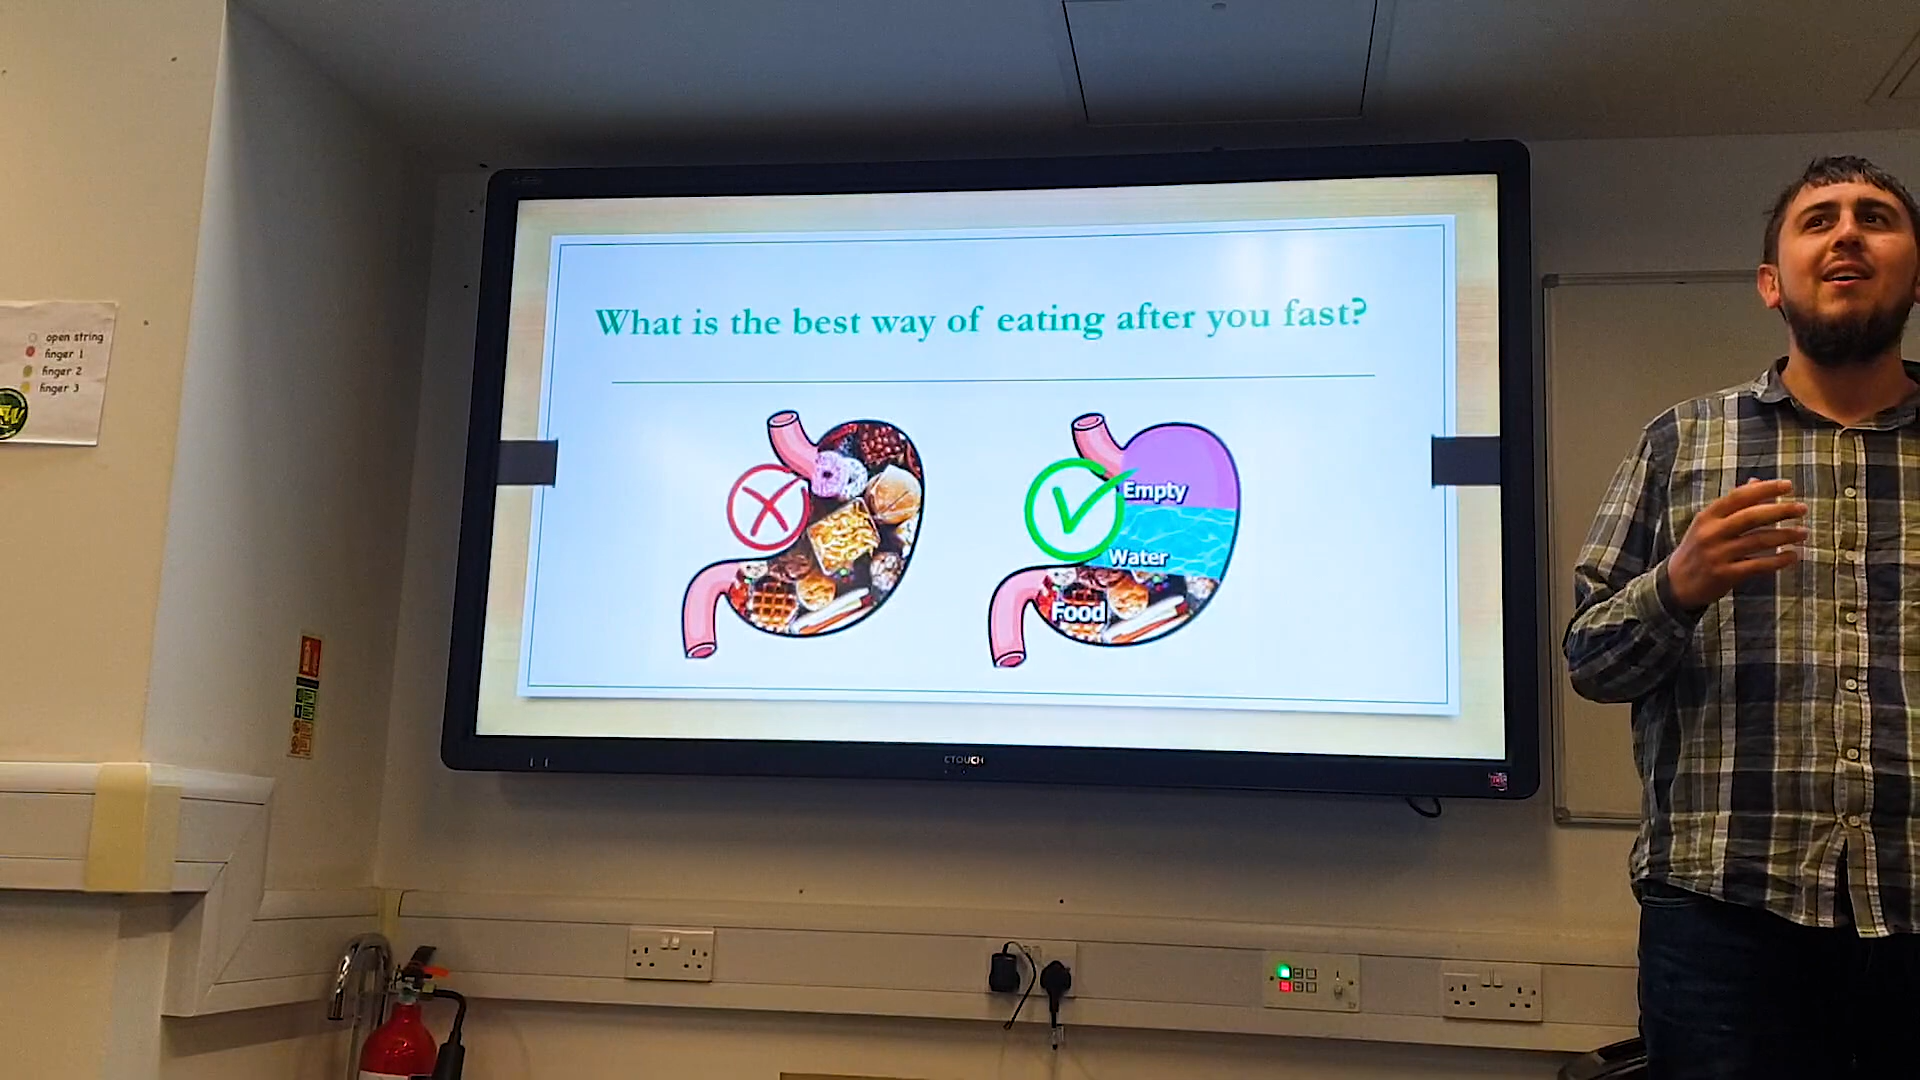 open string
finger 1
finger 2
finger 3
What is the best way of eating after you fast?
Empty
Water
Food
CTOUCH